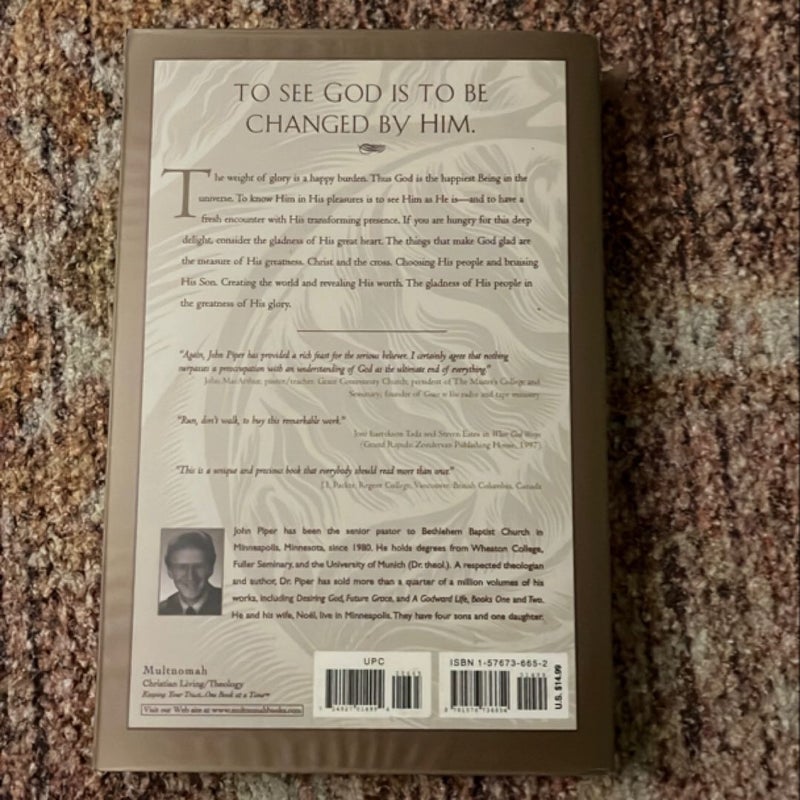 TO SEE GOD IS TO BE
CHANGED BY HIM.
The weight of glory is a happy burden. Thus God is the happiest Being in the
universe. To know Him in His pleasures is to see Him as He is—and to have a
fresh encounter with His transforming presence. If you are hungry for this deep
delight, consider the gladness of His great heart. The things that make God glad are
the measure of His greatness. Christ and the cross. Choosing His people and bruising
His Son. Creating the world and revealing His worth. The gladness of His people in
the greatness of His glory.
"Again, John Piper has provided a rich feast for the serious believer. I certainly agree that nothing
surpasses a preoccupation with an understanding of God as the ultimate end of everything."
John MacArthur, pastor/teacher, Grace Community Church; president of The Master's College and
Seminary; founder of Grace to You radio and tape ministry
"Run, don't walk, to buy this remarkable work."
Joni Eareckson Tada and Steven Estes in When God Weeps
(Grand Rapids: Zondervan Publishing House, 1997)
"This is a unique and precious book that everybody should read more than once."
J.I. Packer, Regent College, Vancouver, British Columbia, Canada
John Piper has been the senior pastor to Bethlehem Baptist Church in
Minneapolis, Minnesota, since 1980. He holds degrees from Wheaton College,
Fuller Seminary, and the University of Munich (Dr. theol.). A respected theologian
and author, Dr. Piper has sold more than a quarter of a million volumes of his
works, including Desiring God, Future Grace, and A Godward Life, Books One and Two.
He and his wife, Noël, live in Minneapolis. They have four sons and one daughter.
Multnomah
Christian Living/Theology
Keeping Your Trust...One Book at a Time™
Visit our Web site at www.multnomahbooks.com
UPC
ISBN 1-57673-665-2
U.S. $14.99